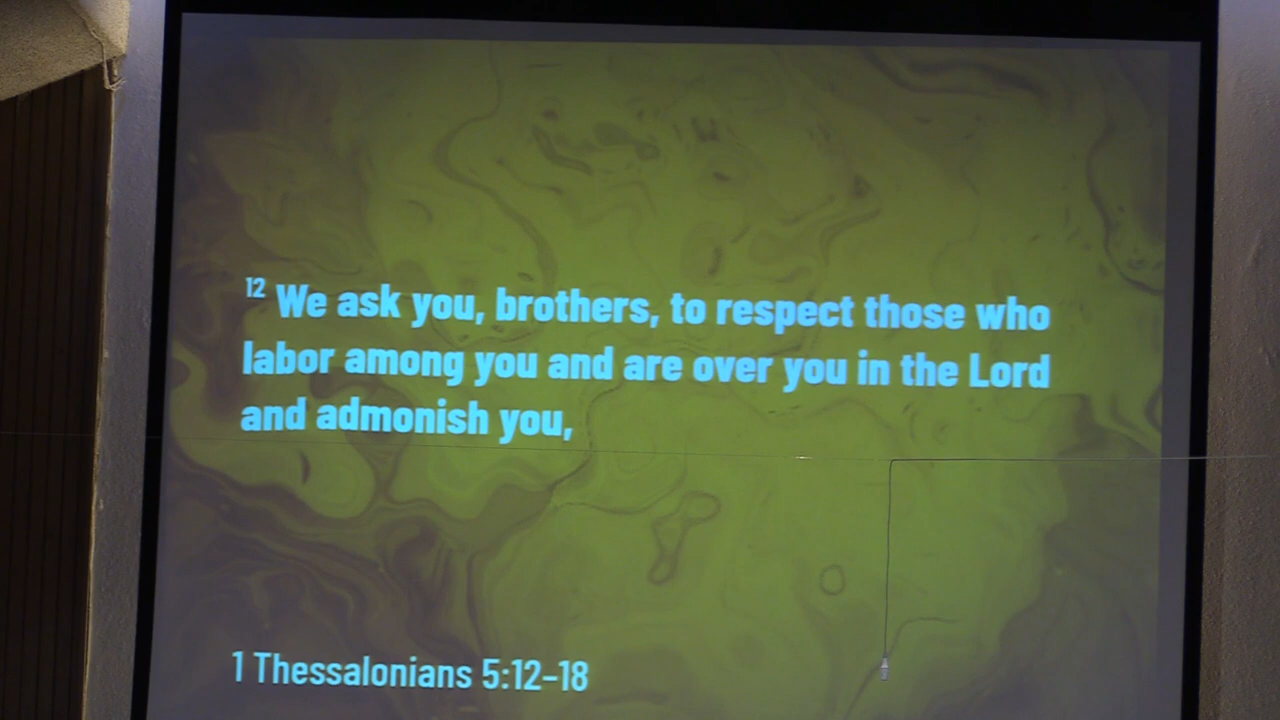 12 We ask you, brothers, to respect those who
labor among you and are over you in the Lord
and admonish you,
1 Thessalonians 5:12–18